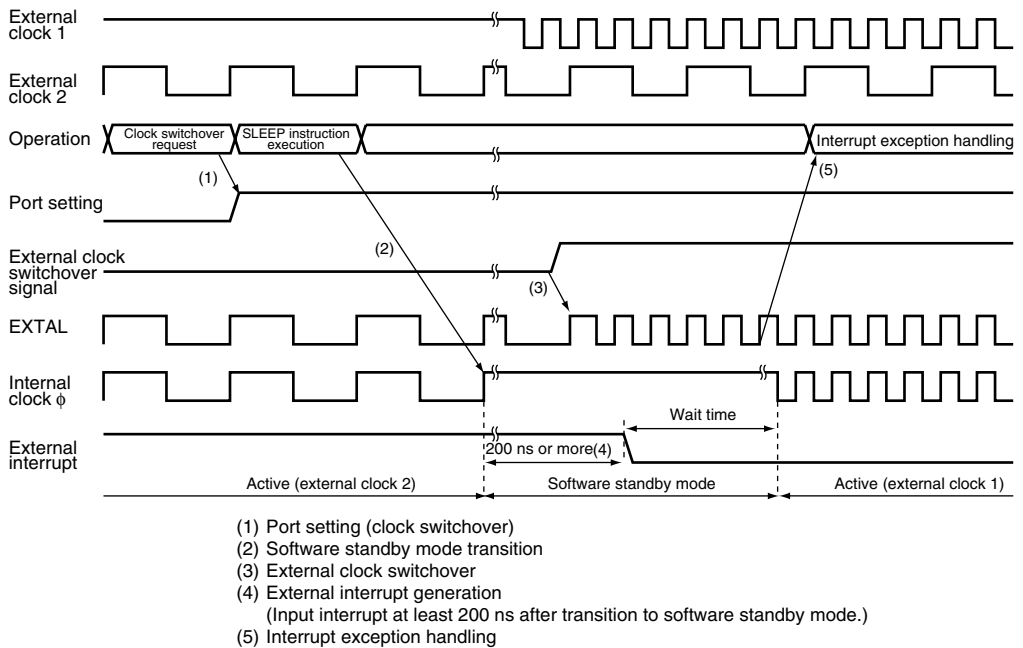 External
clock 1
External
clock 2
Operation
Clock switchover
request
SLEEP instruction
execution
Interrupt exception handling
(1)
(5)
Port setting
(2)
External clock
switchover
signal
(3)
EXTAL
Internal
clock ϕ
Wait time
External
interrupt
200 ns or more(4)
Active (external clock 2)
Software standby mode
Active (external clock 1)
(1) Port setting (clock switchover)
(2) Software standby mode transition
(3) External clock switchover
(4) External interrupt generation
(Input interrupt at least 200 ns after transition to software standby mode.)
(5) Interrupt exception handling